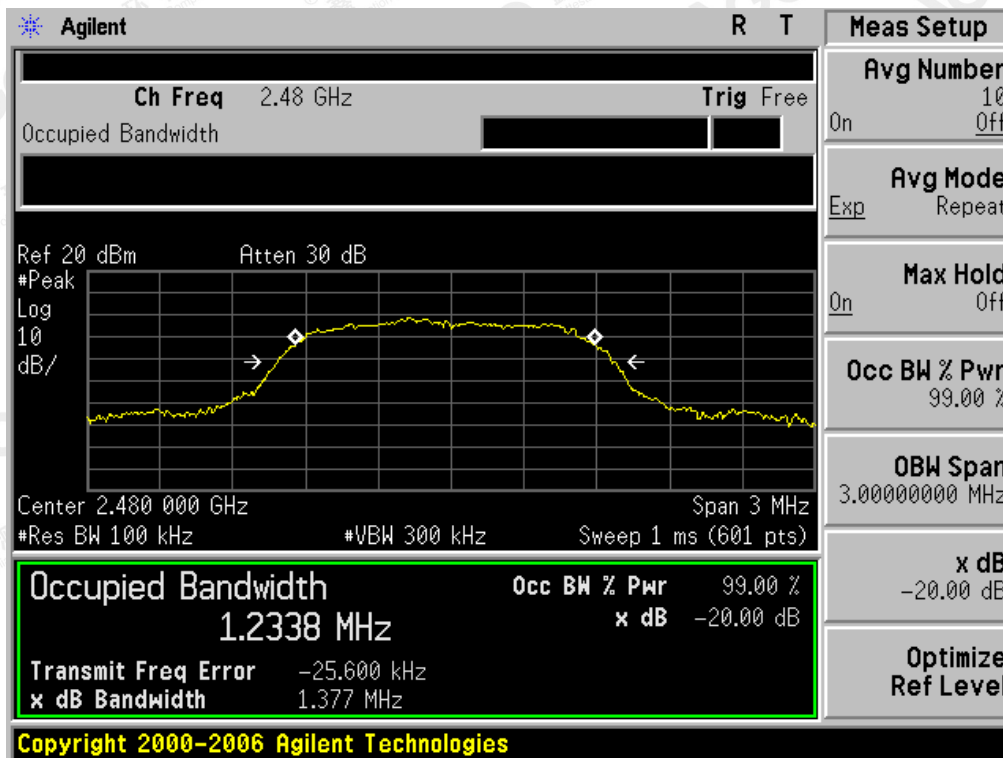 Agilent R T
Meas Setup
Ch Freq 2.48 GHz Trig Free
Occupied Bandwidth
Ref 20 dBm Atten 30 dB
#Peak
Log
10
dB/
Center 2.480 000 GHz Span 3 MHz
#Res BW 100 kHz #VBW 300 kHz Sweep 1 ms (601 pts)
Occupied Bandwidth
1.2338 MHz
Occ BW % Pwr 99.00 %
x dB -20.00 dB
Transmit Freq Error -25.600 kHz
x dB Bandwidth 1.377 MHz
Copyright 2000-2006 Agilent Technologies
Avg Number
10
On Off
Avg Mode
Exp Repeat
Max Hold
On Off
Occ BW % Pwr
99.00 %
OBW Span
3.00000000 MHz
x dB
-20.00 dB
Optimize
Ref Level